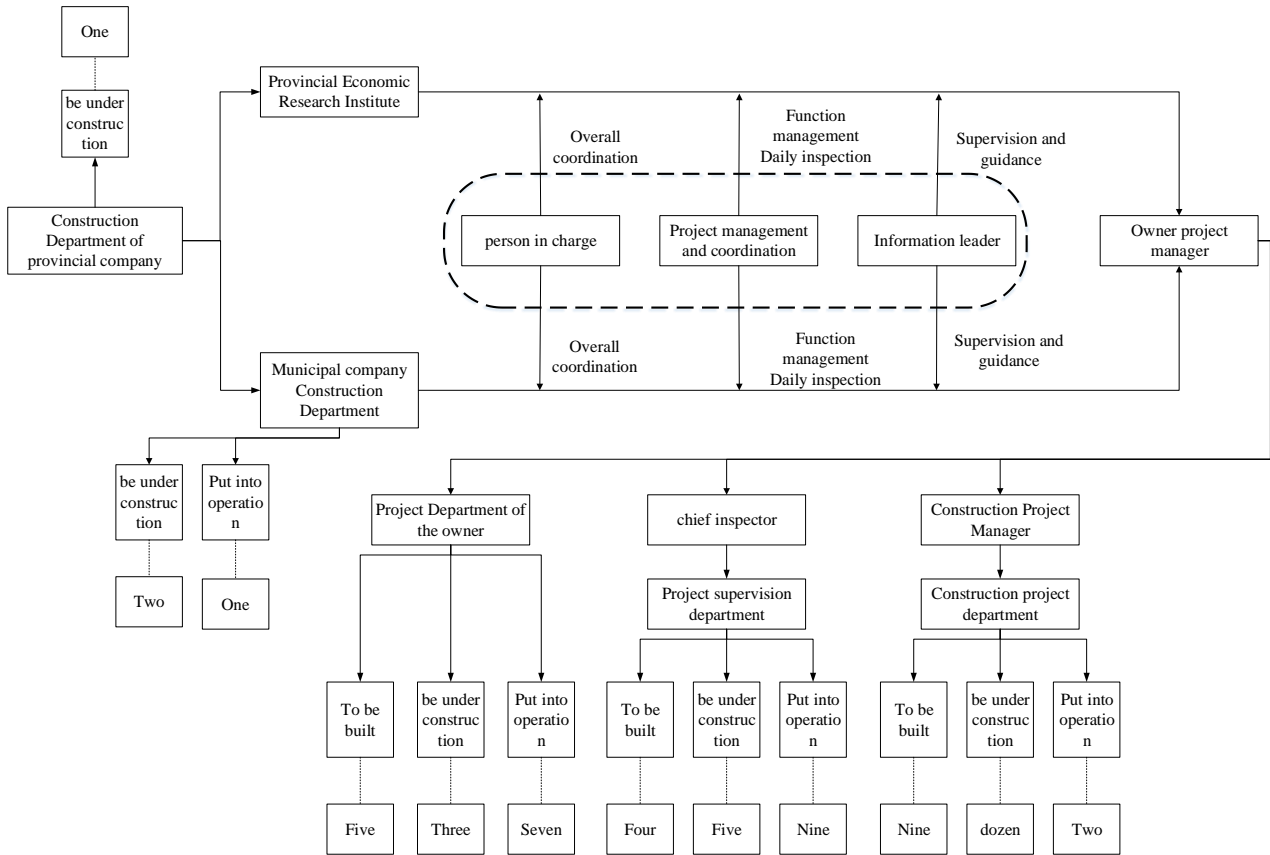 One
be under
construc
tion
Construction
Department of
provincial company
Provincial Economic
Research Institute
Overall
coordination
Function
management
Daily inspection
Supervision and
guidance
person in charge
Project management
and coordination
Information leader
Owner project
manager
Overall
coordination
Function
management
Daily inspection
Supervision and
guidance
Municipal company
Construction
Department
be under
construc
tion
Put into
operatio
n
Two
One
Project Department of
the owner
chief inspector
Construction Project
Manager
Project supervision
department
Construction project
department
To be
built
be under
construc
tion
Put into
operatio
n
To be
built
be under
construc
tion
Put into
operatio
n
To be
built
be under
construc
tion
Put into
operatio
n
Five
Three
Seven
Four
Five
Nine
Nine
dozen
Two